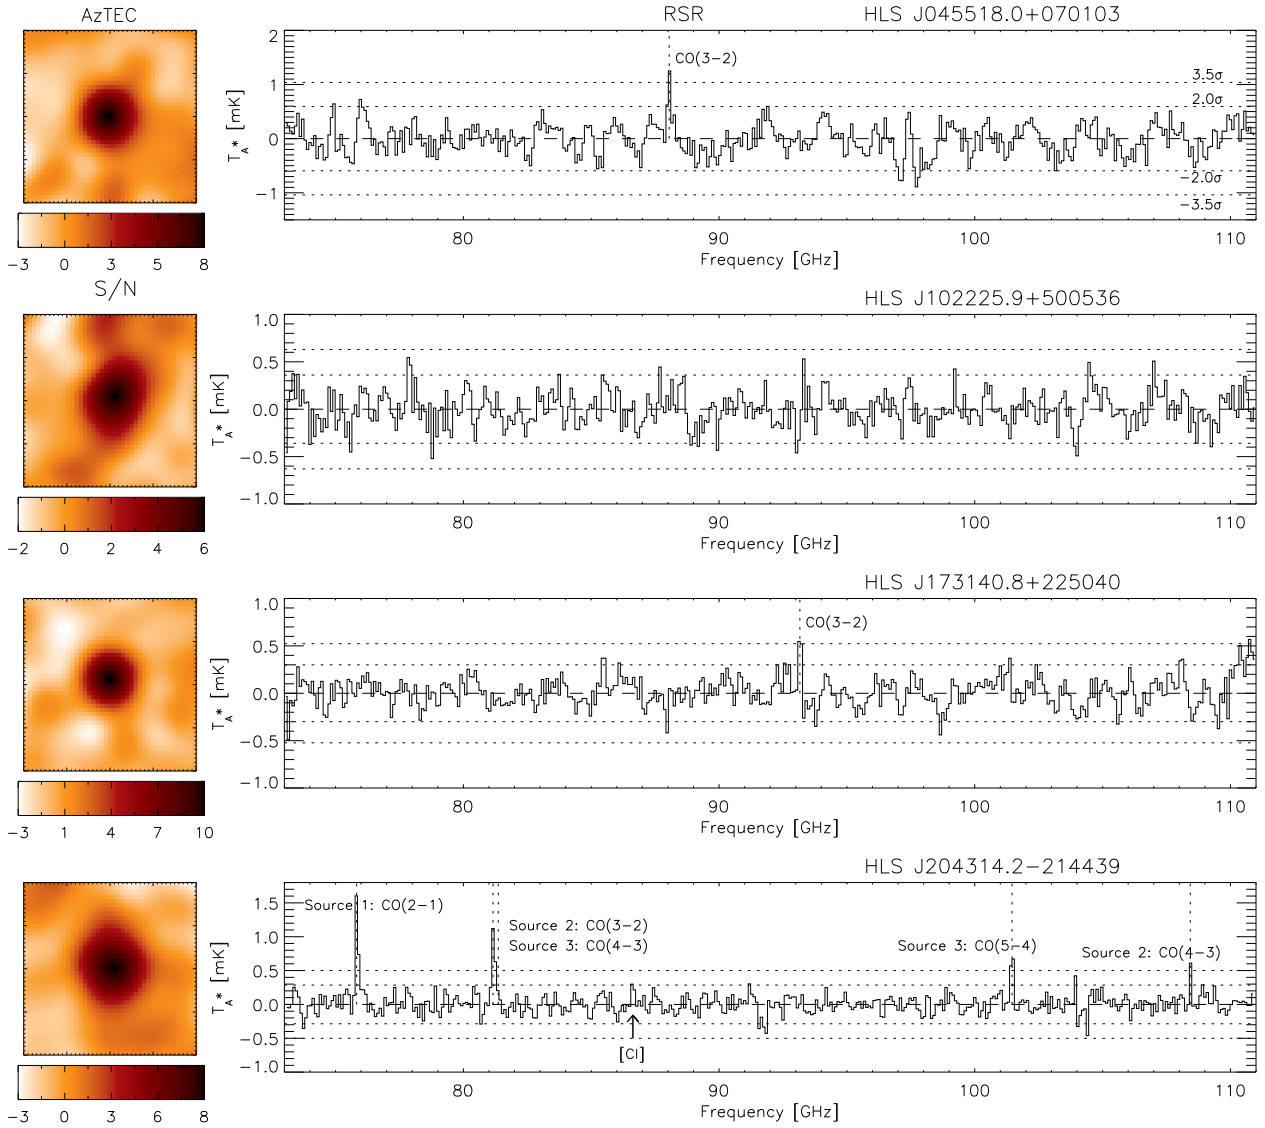 AzTEC
RSR
HLS J045518.0+070103
CO(3−2)
3.5σ
2.0σ
−2.0σ
−3.5σ
2
1
0
−1
T_A* [mK]
80
90
100
110
Frequency [GHz]
−3
0
3
5
8
S/N
HLS J102225.9+500536
1.0
0.5
0.0
−0.5
−1.0
T_A* [mK]
80
90
100
110
Frequency [GHz]
−2
0
2
4
6
HLS J173140.8+225040
CO(3−2)
1.0
0.5
0.0
−0.5
−1.0
T_A* [mK]
80
90
100
110
Frequency [GHz]
−3
1
4
7
10
HLS J204314.2−214439
Source 1: CO(2−1)
Source 2: CO(3−2)
Source 3: CO(4−3)
Source 3: CO(5−4)
Source 2: CO(4−3)
[CI]
1.5
1.0
0.5
0.0
−0.5
−1.0
T_A* [mK]
80
90
100
110
Frequency [GHz]
−3
0
3
5
8